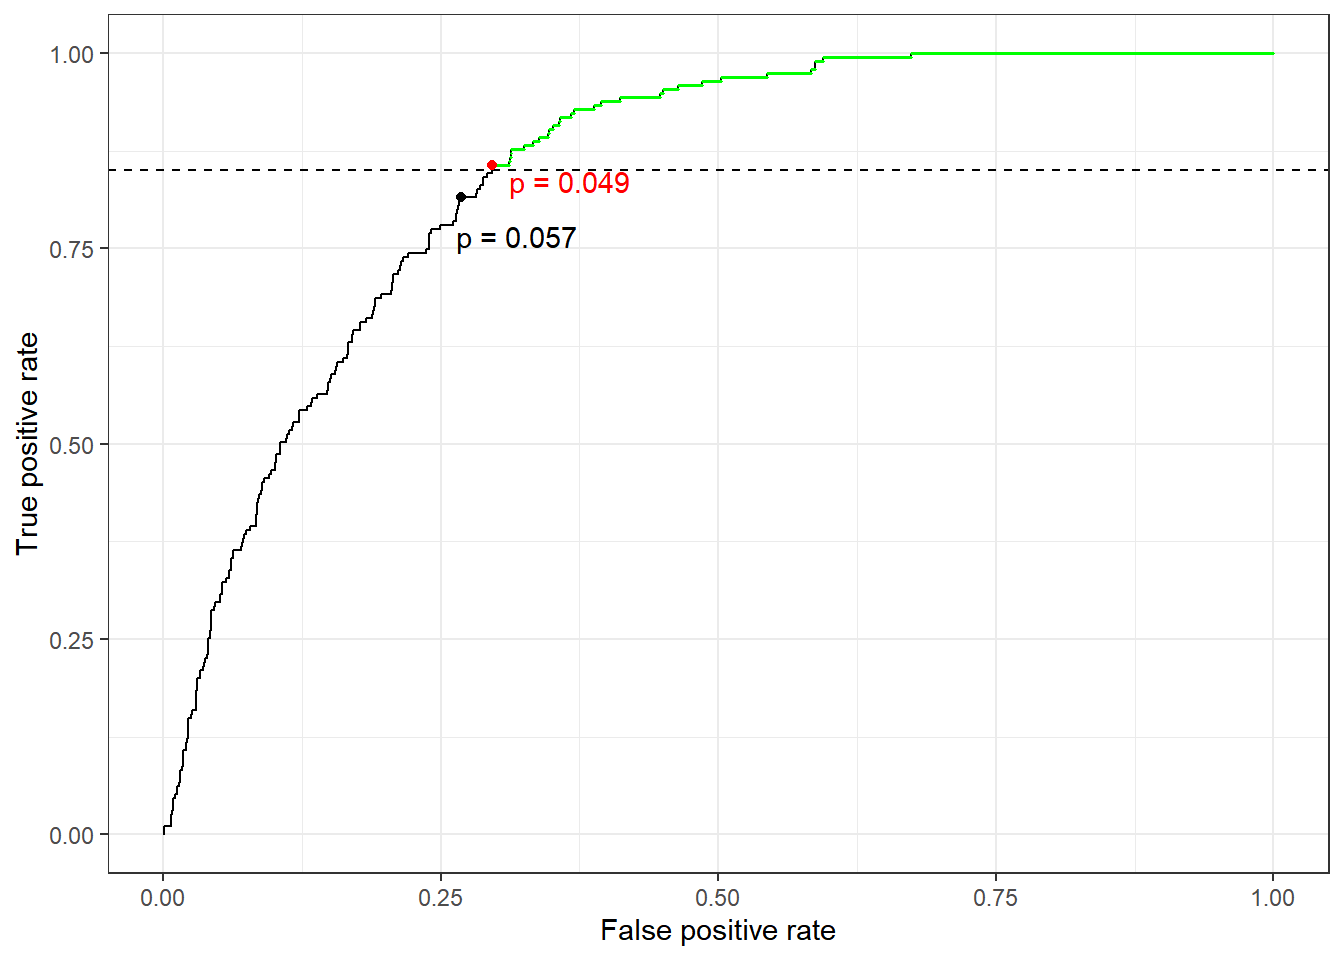 1.00
0.75
0.50
0.25
0.00
True positive rate
p = 0.049
p = 0.057
0.00 0.25 0.50 0.75 1.00
False positive rate